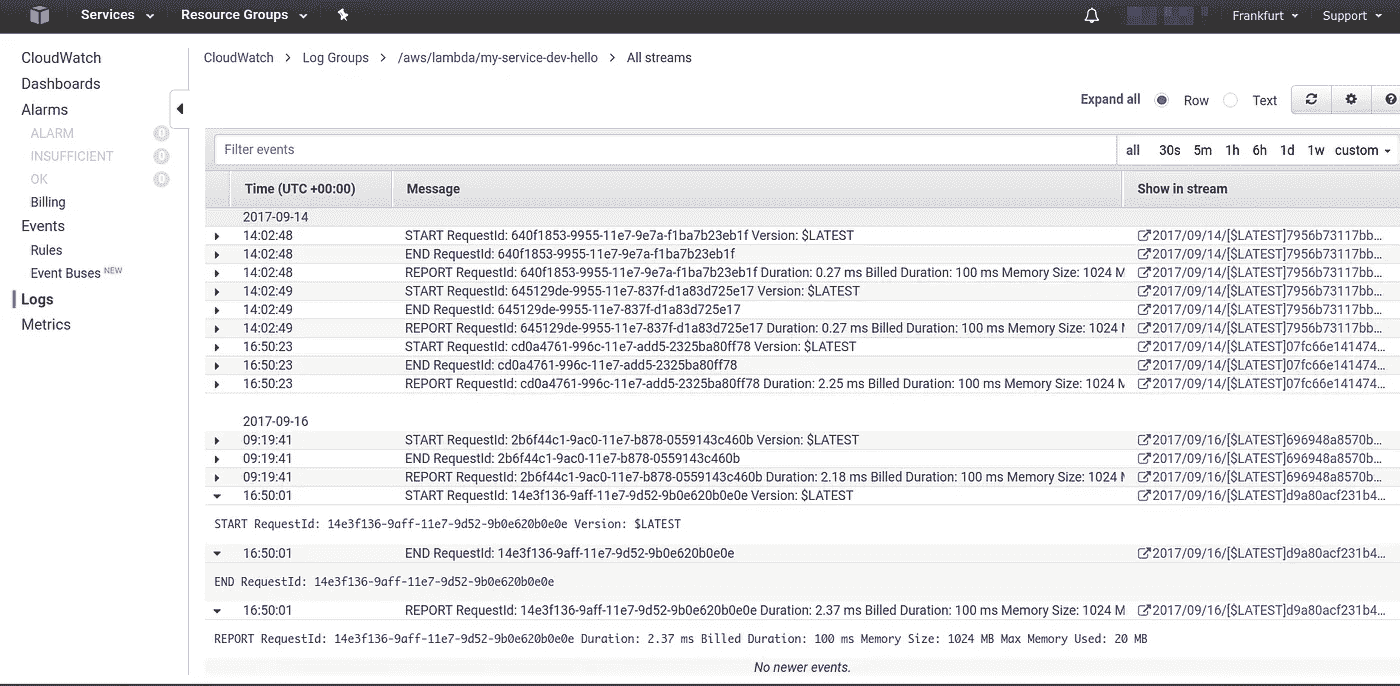 Services Resource Groups Frankfurt Support
CloudWatch
Dashboards
Alarms
ALARM 0
INSUFFICIENT 0
OK 0
Billing
Events
Rules
Event Buses NEW
Logs
Metrics
CloudWatch > Log Groups > /aws/lambda/my-service-dev-hello > All streams
Expand all Row Text
Filter events all 30s 5m 1h 6h 1d 1w custom
Time (UTC +00:00) Message Show in stream
2017-09-14
14:02:48 START RequestId: 640f1853-9955-11e7-9e7a-f1ba7b23eb1f Version: $LATEST 2017/09/14/[$LATEST]7956b73117bb...
14:02:48 END RequestId: 640f1853-9955-11e7-9e7a-f1ba7b23eb1f 2017/09/14/[$LATEST]7956b73117bb...
14:02:48 REPORT RequestId: 640f1853-9955-11e7-9e7a-f1ba7b23eb1f Duration: 0.27 ms Billed Duration: 100 ms Memory Size: 1024 M 2017/09/14/[$LATEST]7956b73117bb...
14:02:49 START RequestId: 645129de-9955-11e7-837f-d1a83d725e17 Version: $LATEST 2017/09/14/[$LATEST]7956b73117bb...
14:02:49 END RequestId: 645129de-9955-11e7-837f-d1a83d725e17 2017/09/14/[$LATEST]7956b73117bb...
14:02:49 REPORT RequestId: 645129de-9955-11e7-837f-d1a83d725e17 Duration: 0.27 ms Billed Duration: 100 ms Memory Size: 1024 2017/09/14/[$LATEST]7956b73117bb...
16:50:23 START RequestId: cd0a4761-996c-11e7-add5-2325ba80ff78 Version: $LATEST 2017/09/14/[$LATEST]07fc66e141474...
16:50:23 END RequestId: cd0a4761-996c-11e7-add5-2325ba80ff78 2017/09/14/[$LATEST]07fc66e141474...
16:50:23 REPORT RequestId: cd0a4761-996c-11e7-add5-2325ba80ff78 Duration: 2.25 ms Billed Duration: 100 ms Memory Size: 1024 M 2017/09/14/[$LATEST]07fc66e141474...
2017-09-16
09:19:41 START RequestId: 2b6f44c1-9ac0-11e7-b878-0559143c460b Version: $LATEST 2017/09/16/[$LATEST]696948a8570b...
09:19:41 END RequestId: 2b6f44c1-9ac0-11e7-b878-0559143c460b 2017/09/16/[$LATEST]696948a8570b...
09:19:41 REPORT RequestId: 2b6f44c1-9ac0-11e7-b878-0559143c460b Duration: 2.18 ms Billed Duration: 100 ms Memory Size: 1024 M 2017/09/16/[$LATEST]696948a8570b...
16:50:01 START RequestId: 14e3f136-9aff-11e7-9d52-9b0e620b0e0e Version: $LATEST 2017/09/16/[$LATEST]d9a80acf231b4...
START RequestId: 14e3f136-9aff-11e7-9d52-9b0e620b0e0e Version: $LATEST
16:50:01 END RequestId: 14e3f136-9aff-11e7-9d52-9b0e620b0e0e 2017/09/16/[$LATEST]d9a80acf231b4...
END RequestId: 14e3f136-9aff-11e7-9d52-9b0e620b0e0e
16:50:01 REPORT RequestId: 14e3f136-9aff-11e7-9d52-9b0e620b0e0e Duration: 2.37 ms Billed Duration: 100 ms Memory Size: 1024 M 2017/09/16/[$LATEST]d9a80acf231b4...
REPORT RequestId: 14e3f136-9aff-11e7-9d52-9b0e620b0e0e Duration: 2.37 ms Billed Duration: 100 ms Memory Size: 1024 MB Max Memory Used: 20 MB
No newer events.